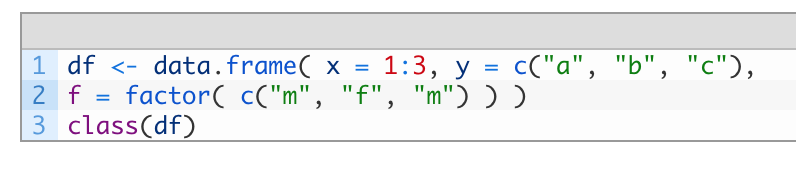 1 df <- data.frame( x = 1:3, y = c("a", "b", "c"),
2 f = factor( c("m", "f", "m") ) )
3 class(df)